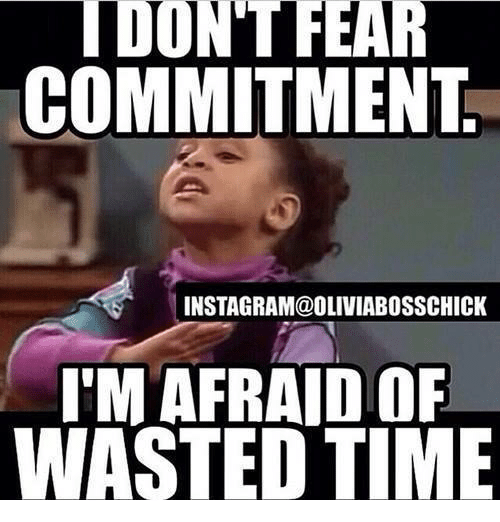 I DON'T FEAR
COMMITMENT.
INSTAGRAM@OLIVIABOSSCHICK
I'M AFRAID OF
WASTED TIME